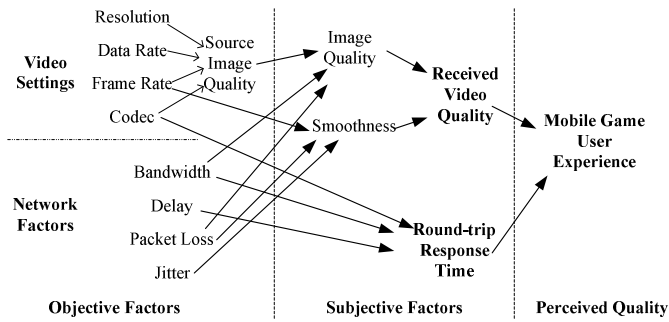 Resolution
Data Rate
Frame Rate
Codec
Video
Settings
Source
Image
Quality
Image
Quality
Smoothness
Received
Video
Quality
Mobile Game
User
Experience
Network
Factors
Bandwidth
Delay
Packet Loss
Jitter
Round-trip
Response
Time
Objective Factors
Subjective Factors
Perceived Quality